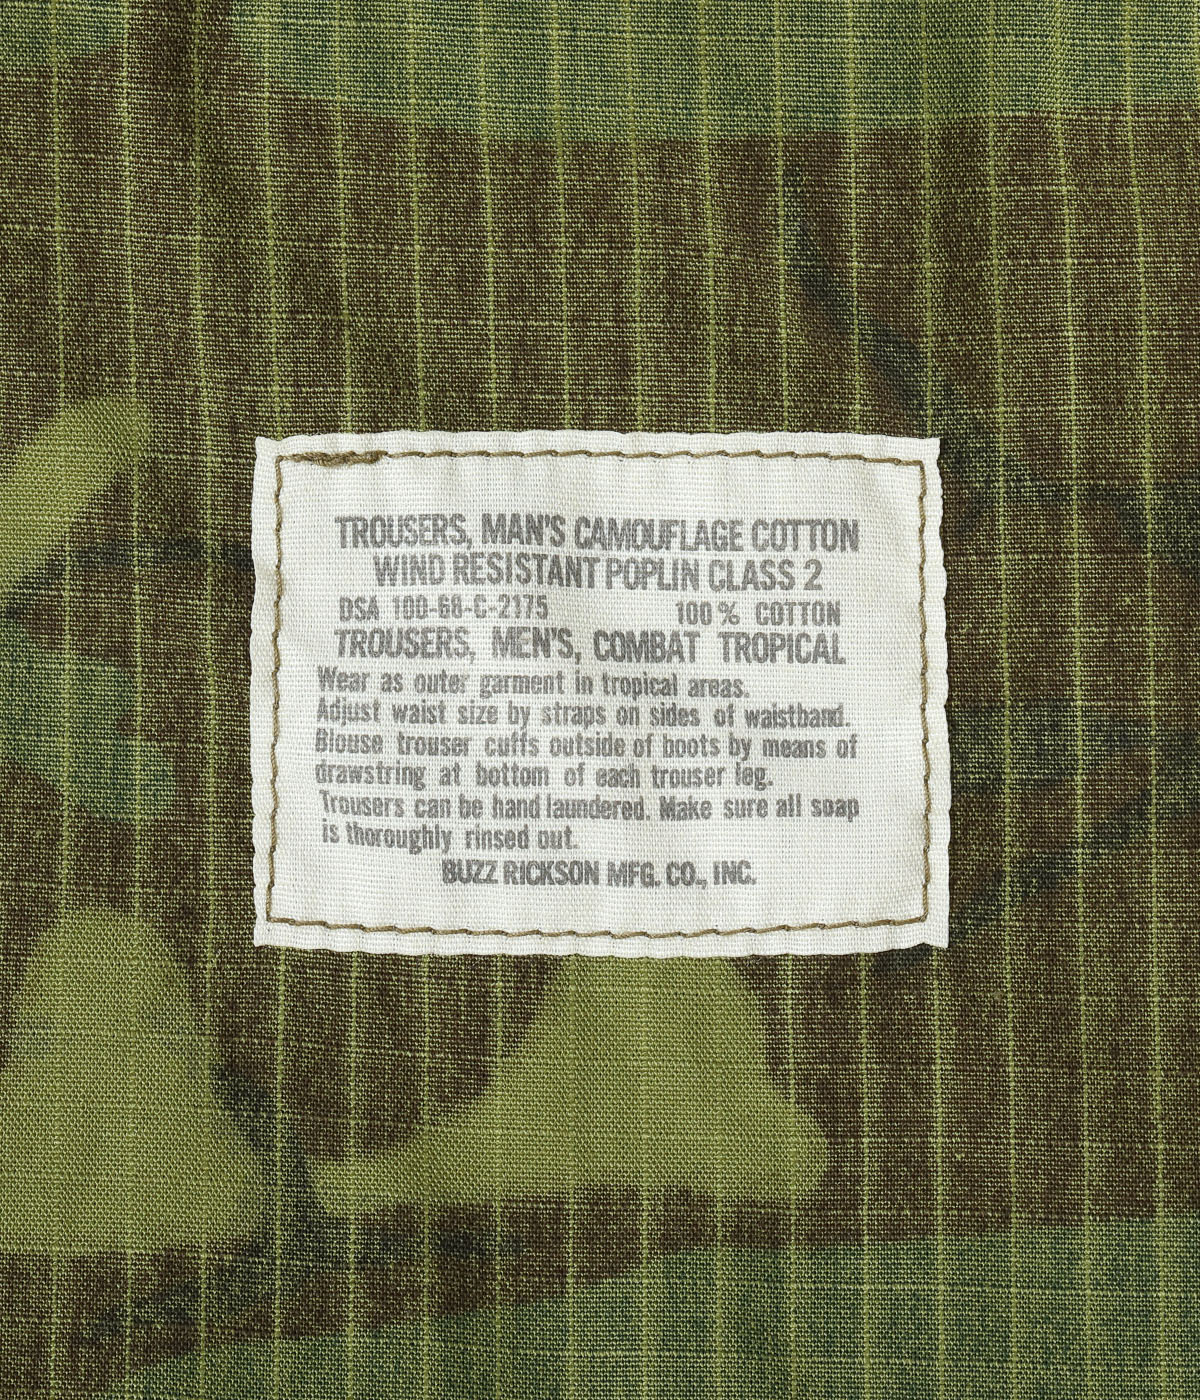 TROUSERS, MAN'S CAMOUFLAGE COTTON
WIND RESISTANT POPLIN CLASS 2
DSA 100-68-C-2175 100% COTTON
TROUSERS, MEN'S, COMBAT TROPICAL
Wear as outer garment in tropical areas.
Adjust waist size by straps on sides of waistband.
Blouse trouser cuffs outside of boots by means of
drawstring at bottom of each trouser leg.
Trousers can be hand laundered. Make sure all soap
is thoroughly rinsed out.
BUZZ RICKSON MFG. CO., INC.